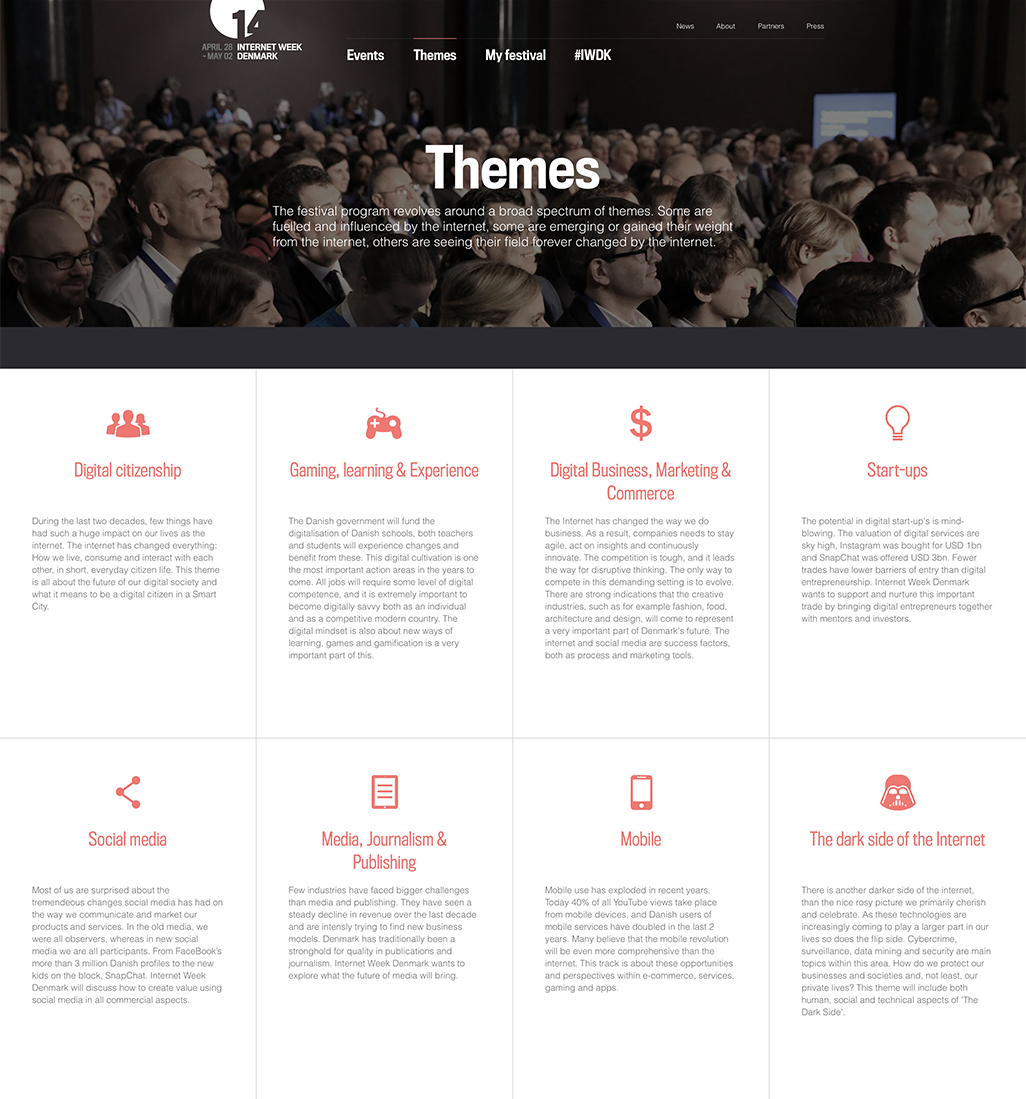 14
APRIL 28 INTERNET WEEK
- MAY 02 DENMARK
News About Partners Press
Events Themes My festival #IWDK
Themes
The festival program revolves around a broad spectrum of themes. Some are
fuelled and influenced by the internet, some are emerging or gained their weight
from the internet, others are seeing their field forever changed by the internet.
Digital citizenship
During the last two decades, few things have
had such a huge impact on our lives as the
internet. The internet has changed everything:
How we live, consume and interact with each
other, in short, everyday citizen life. This theme
is all about the future of our digital society and
what it means to be a digital citizen in a Smart
City.
Gaming, learning & Experience
The Danish government will fund the
digitalisation of Danish schools, both teachers
and students will experience changes and
benefit from these. This digital cultivation is one
the most important action areas in the years to
come. All jobs will require some level of digital
competence, and it is extremely important to
become digitally savvy both as an individual
and as a competitive modern country. The
digital mindset is also about new ways of
learning, games and gamification is a very
important part of this.
Digital Business, Marketing &
Commerce
The Internet has changed the way we do
business. As a result, companies needs to stay
agile, act on insights and continuously
innovate. The competition is tough, and it leads
the way for disruptive thinking. The only way to
compete in this demanding setting is to evolve.
There are strong indications that the creative
industries, such as for example fashion, food,
architecture and design, will come to represent
a very important part of Denmark's future. The
internet and social media are success factors,
both as process and marketing tools.
Start-ups
The potential in digital start-up's is mind-
blowing. The valuation of digital services are
sky high, Instagram was bought for USD 1bn
and SnapChat was offered USD 3bn. Fewer
trades have lower barriers of entry than digital
entrepreneurship. Internet Week Denmark
wants to support and nurture this important
trade by bringing digital entrepreneurs together
with mentors and investors.
Social media
Most of us are surprised about the
tremendeous changes social media has had on
the way we communicate and market our
products and services. In the old media, we
were all observers, whereas in new social
media we are all participants. From FaceBook's
more than 3 million Danish profiles to the new
kids on the block, SnapChat. Internet Week
Denmark will discuss how to create value using
social media in all commercial aspects.
Media, Journalism &
Publishing
Few industries have faced bigger challenges
than media and publishing. They have seen a
steady decline in revenue over the last decade
and are intensly trying to find new business
models. Denmark has traditionally been a
stronghold for quality in publications and
journalism. Internet Week Denmark wants to
explore what the future of media will bring.
Mobile
Mobile use has exploded in recent years.
Today 40% of all YouTube views take place
from mobile devices, and Danish users of
mobile services have doubled in the last 2
years. Many believe that the mobile revolution
will be even more comprehensive than the
internet. This track is about these opportunities
and perspectives within e-commerce, services,
gaming and apps.
The dark side of the Internet
There is another darker side of the internet,
than the nice rosy picture we primarily cherish
and celebrate. As these technologies are
increasingly coming to play a larger part in our
lives so does the flip side. Cybercrime,
surveillance, data mining and security are main
topics within this area. How do we protect our
businesses and societies and, not least, our
private lives? This theme will include both
human, social and technical aspects of 'The
Dark Side'.